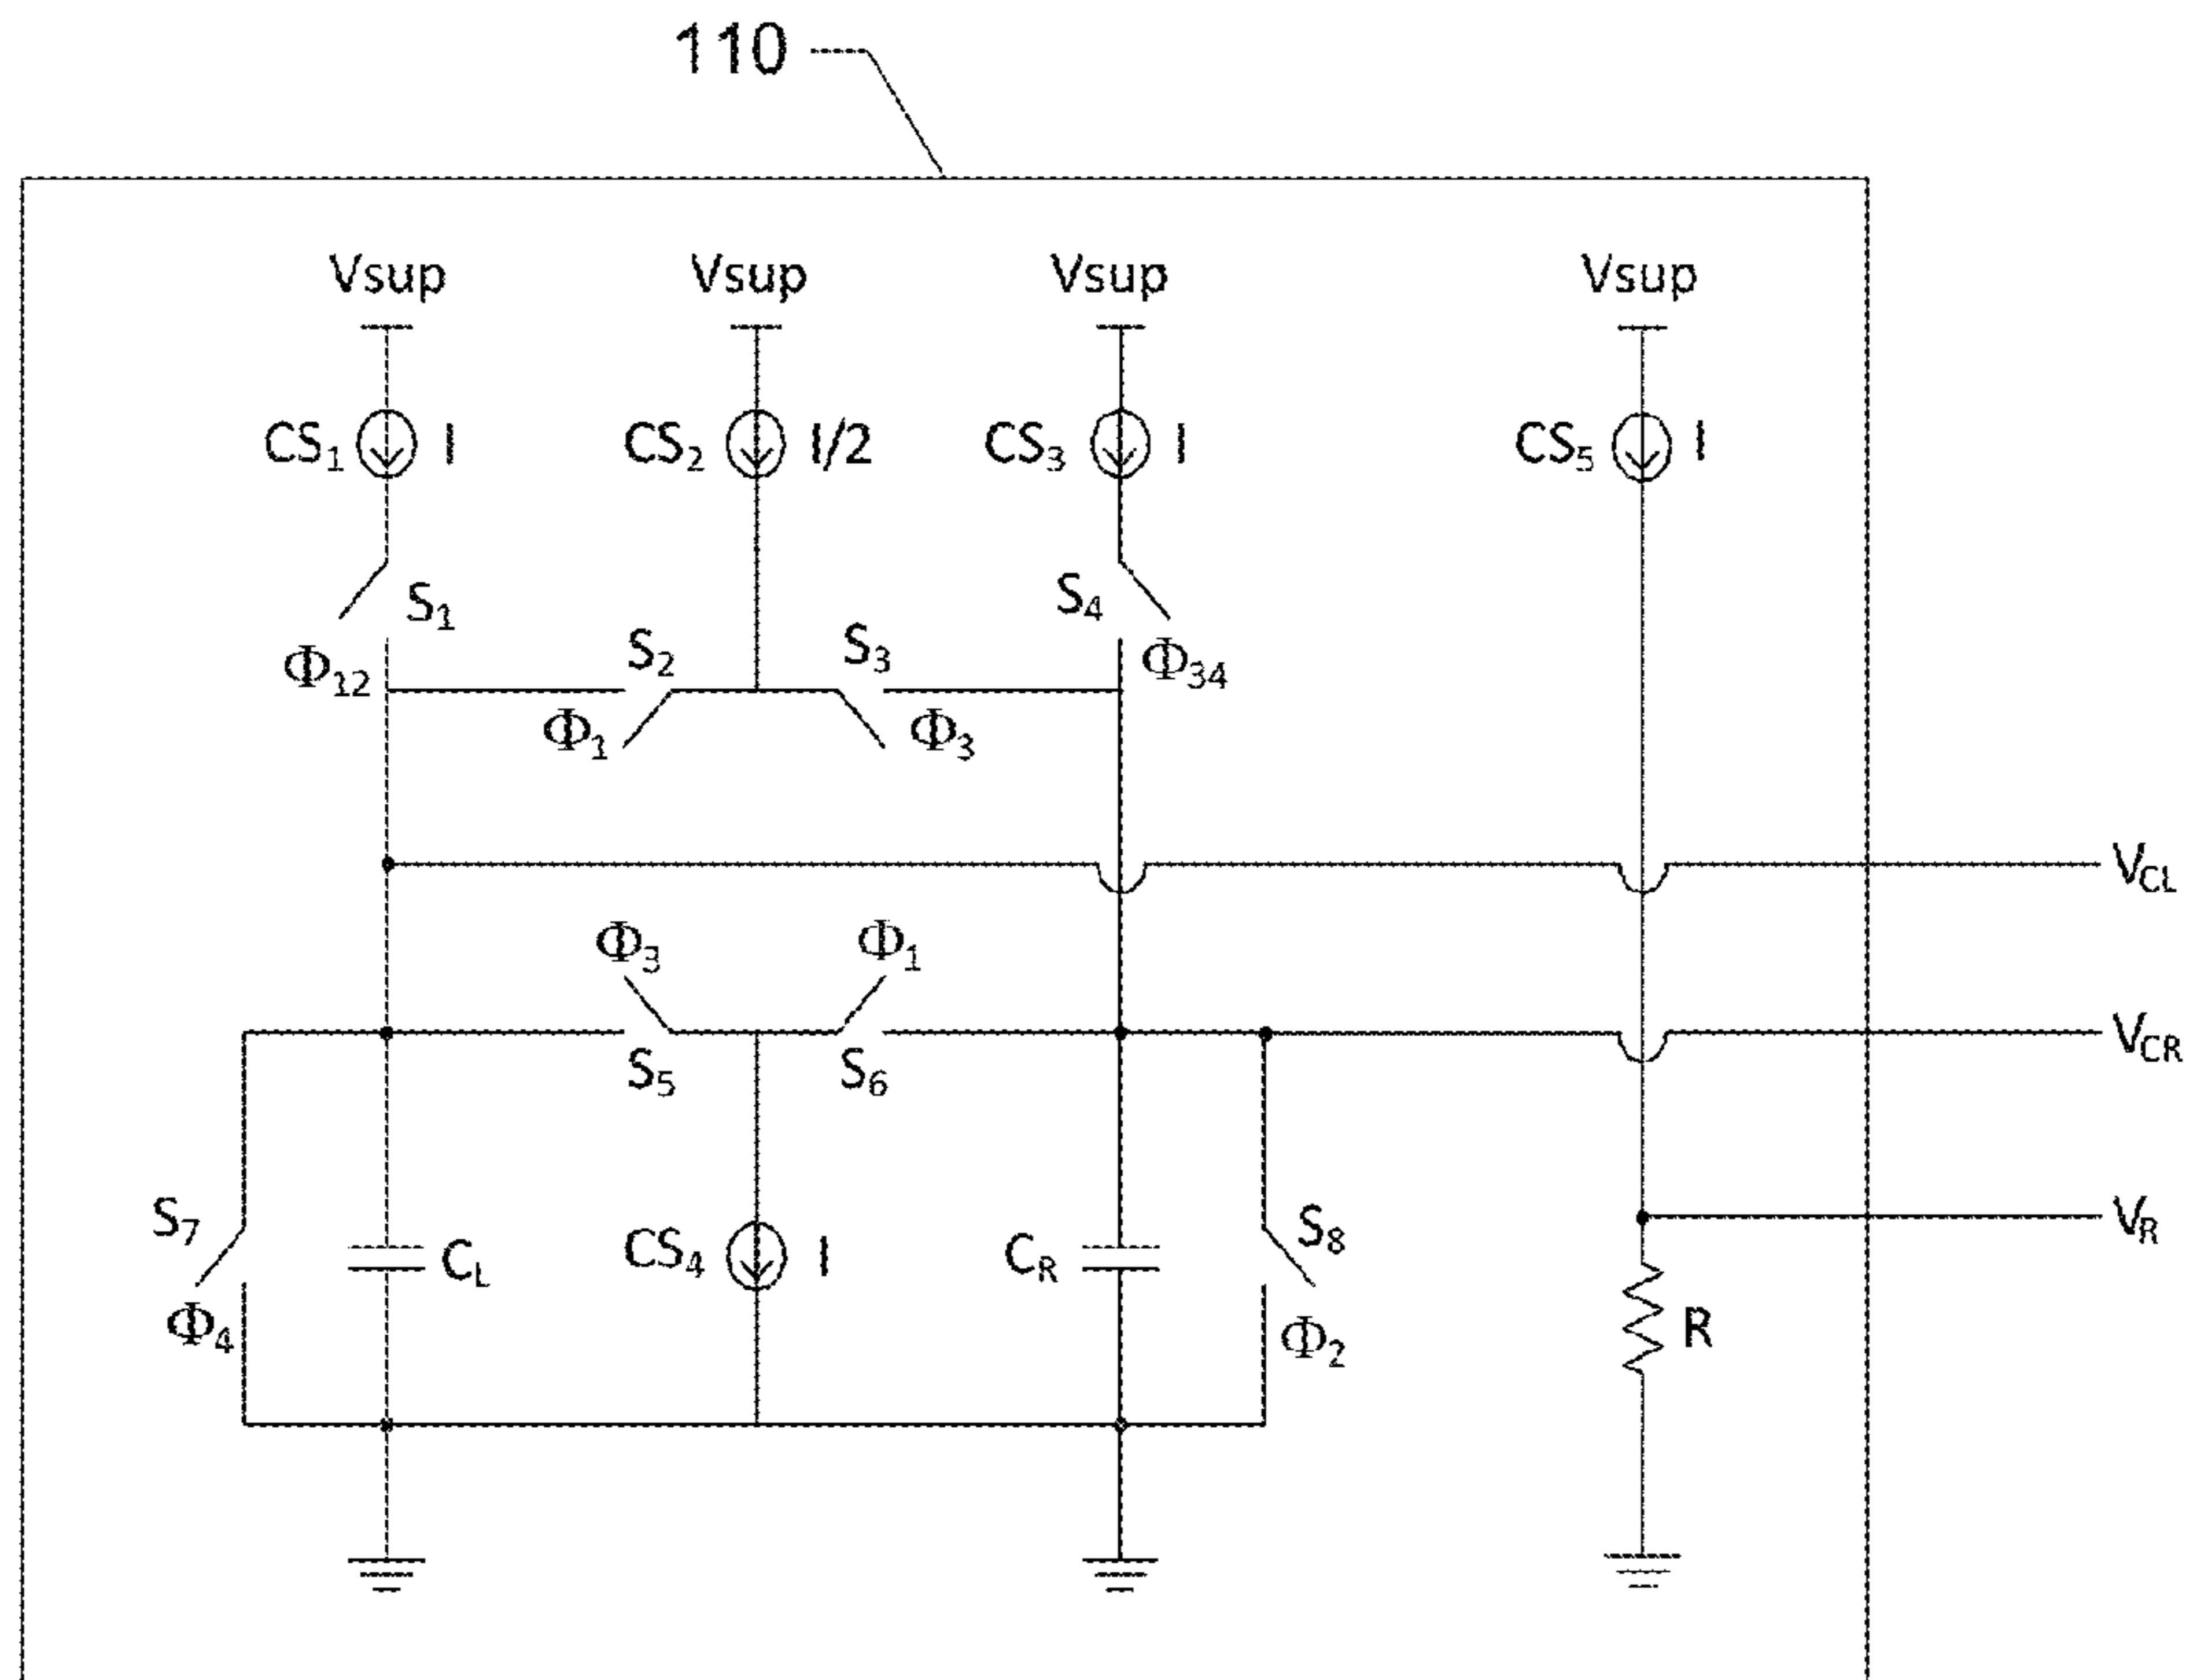 110
Vsup Vsup Vsup Vsup
CS₁ I CS₂ I/2 CS₃ I CS₅ I
S₁ S₄
Φ₁₂ S₂ S₃ Φ₃₄
Φ₁ Φ₃
V_CL
Φ₃ Φ₁
V_CR
S₅ S₆
S₇ C_L CS₄ I C_R S₈ V_R
Φ₄ Φ₂ R